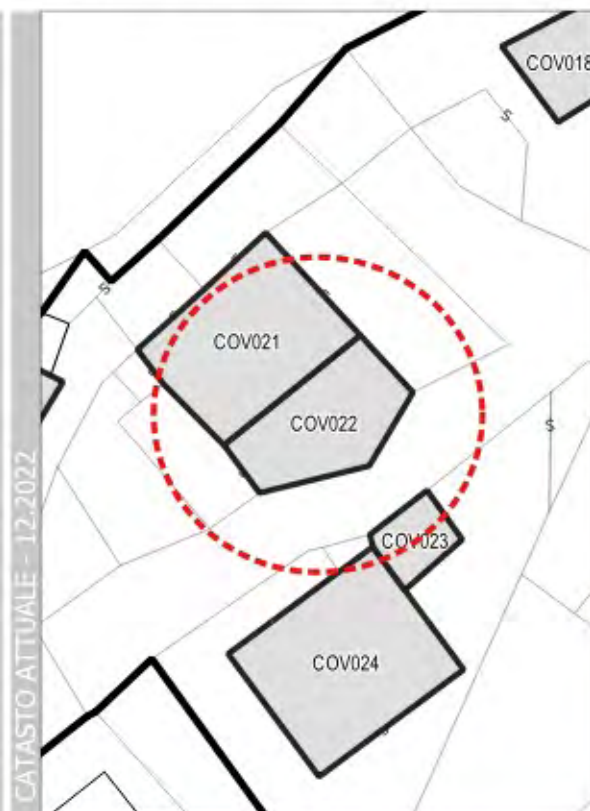 COV018
S
S
COV021
COV022
S
COV023
COV024
CATASTO ATTUALE - 12.2022